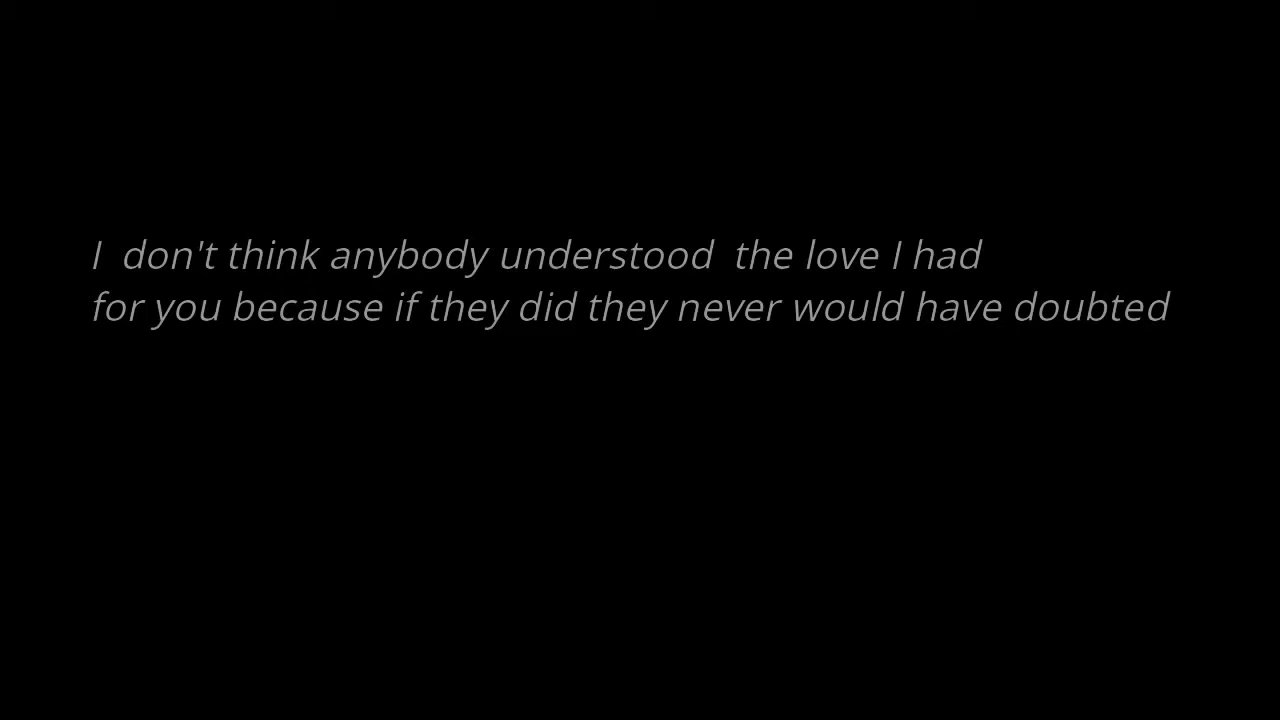 I  don't think anybody understood  the love I had
for you because if they did they never would have doubted